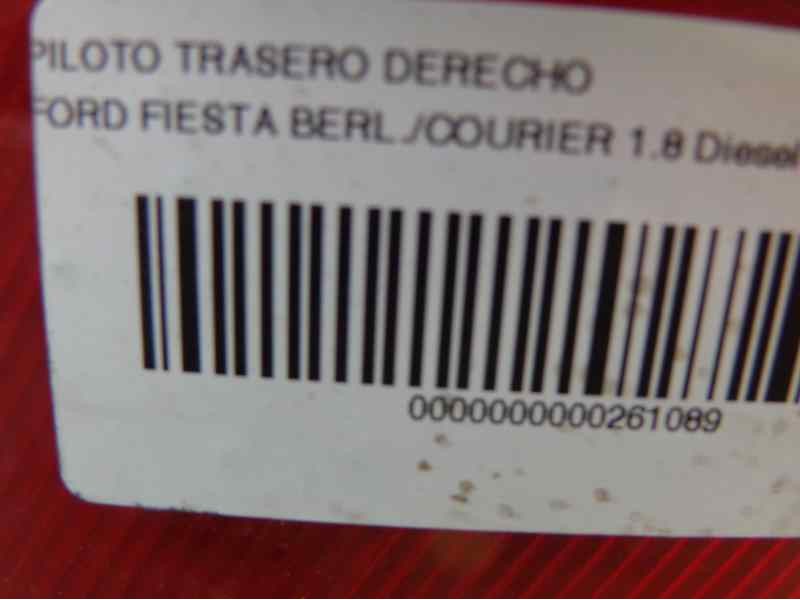 PILOTO TRASERO DERECHO
FORD FIESTA BERL./COURIER 1.8 Diesel
0000000000261089